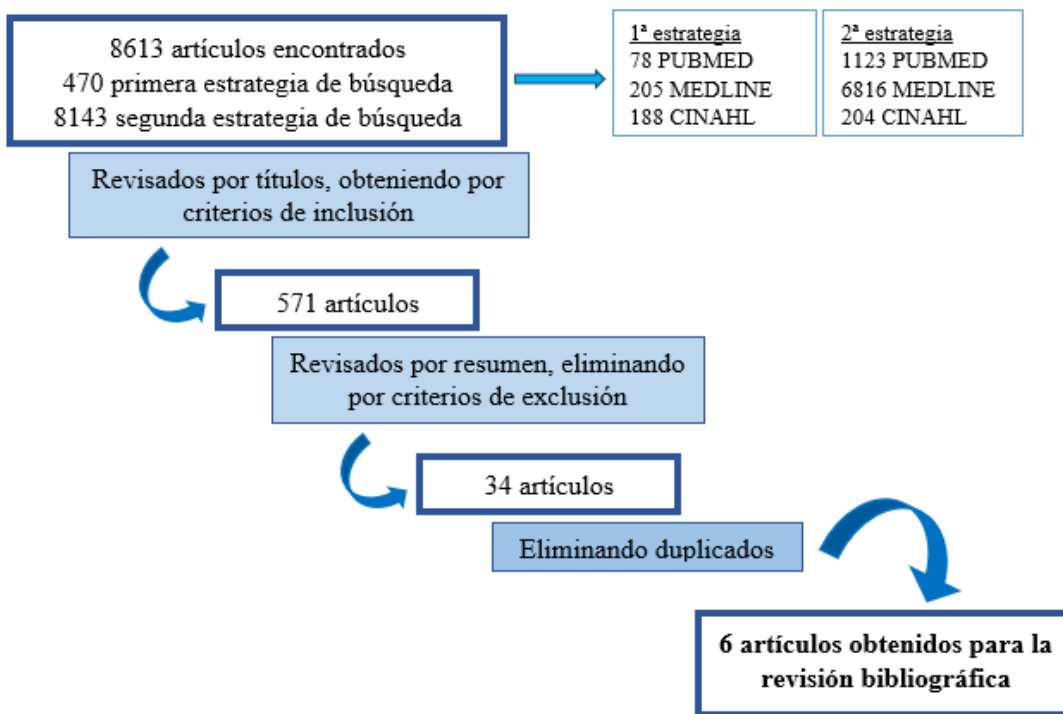 8613 artículos encontrados
470 primera estrategia de búsqueda
8143 segunda estrategia de búsqueda
1ª estrategia
78 PUBMED
205 MEDLINE
188 CINAHL
2ª estrategia
1123 PUBMED
6816 MEDLINE
204 CINAHL
Revisados por títulos, obteniendo por
criterios de inclusión
571 artículos
Revisados por resumen, eliminando
por criterios de exclusión
34 artículos
Eliminando duplicados
6 artículos obtenidos para la
revisión bibliográfica